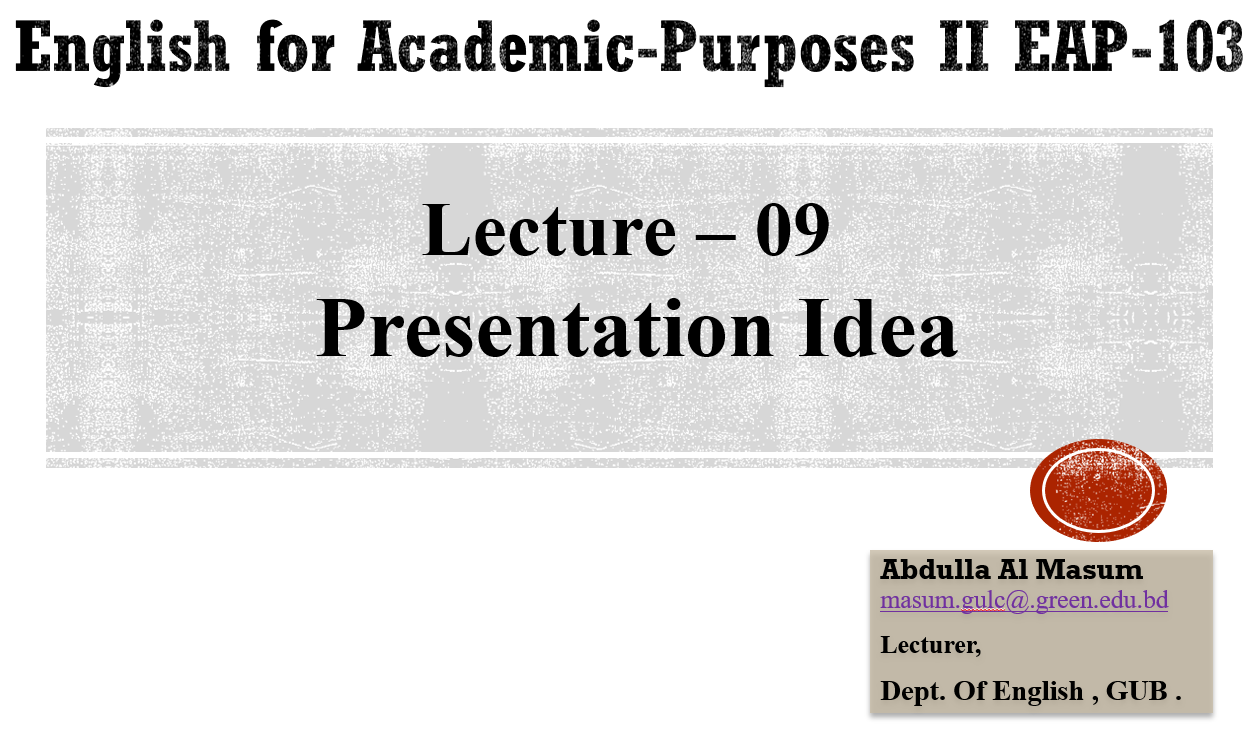 English for Academic-Purposes II EAP-103
Lecture – 09
Presentation Idea
Abdulla Al Masum
masum.gulc@.green.edu.bd
Lecturer,
Dept. Of English , GUB .